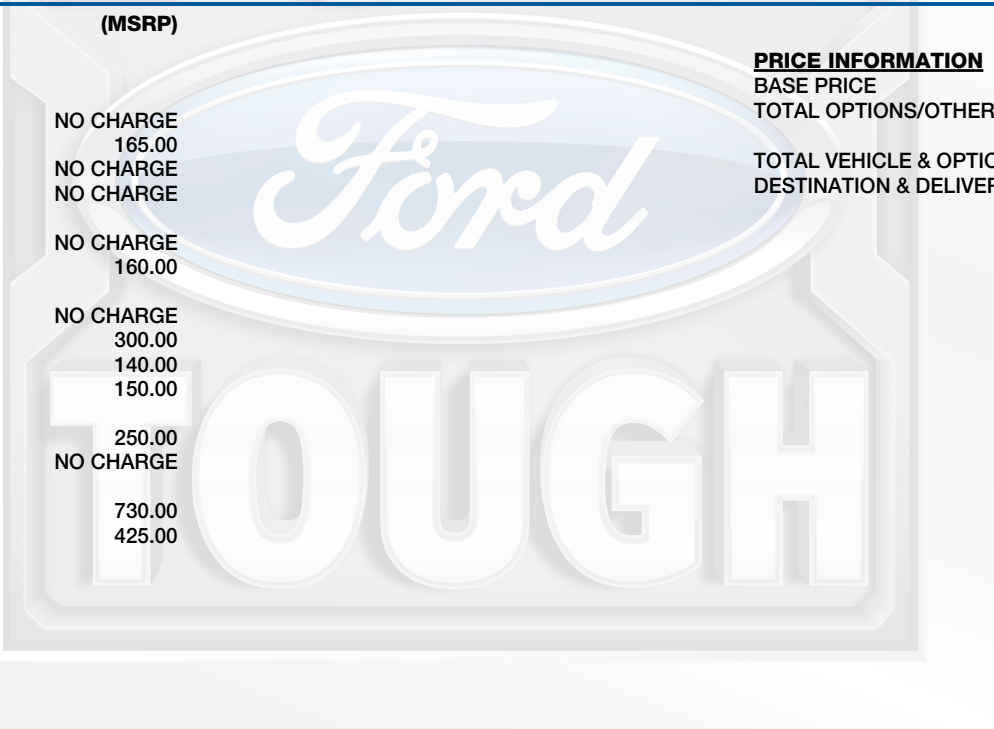 (MSRP)
NO CHARGE
165.00
NO CHARGE
NO CHARGE
NO CHARGE
160.00
NO CHARGE
300.00
140.00
150.00
250.00
NO CHARGE
730.00
425.00
PRICE INFORMATION
BASE PRICE
TOTAL OPTIONS/OTHER
TOTAL VEHICLE & OPTIO
DESTINATION & DELIVER
Ford
TOUGH